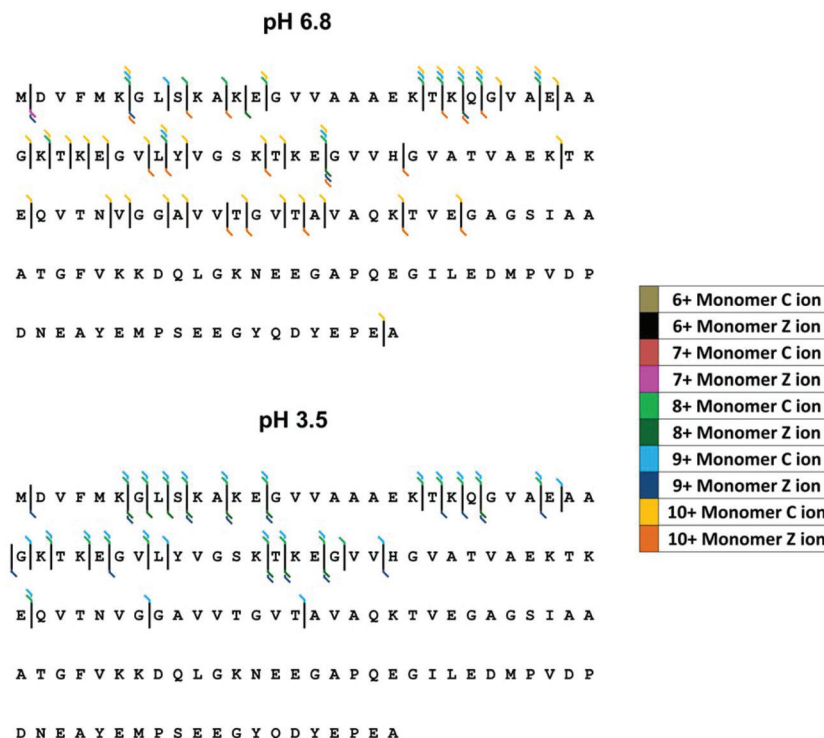 pH 6.8
M D V F M K G L S K A K E G V V A A A E K T K Q G V A E A A
G K T K E G V L Y V G S K T K E G V V H G V A T V A E K T K
E Q V T N V G G A V V T G V T A V A Q K T V E G A G S I A A
A T G F V K K D Q L G K N E E G A P Q E G I L E D M P V D P
D N E A Y E M P S E E G Y Q D Y E P E A
pH 3.5
M D V F M K G L S K A K E G V V A A A E K T K Q G V A E A A
G K T K E G V L Y V G S K T K E G V V H G V A T V A E K T K
E Q V T N V G G A V V T G V T A V A Q K T V E G A G S I A A
A T G F V K K D Q L G K N E E G A P Q E G I L E D M P V D P
D N E A Y E M P S E E G Y Q D Y E P E A
6+ Monomer C ion
6+ Monomer Z ion
7+ Monomer C ion
7+ Monomer Z ion
8+ Monomer C ion
8+ Monomer Z ion
9+ Monomer C ion
9+ Monomer Z ion
10+ Monomer C ion
10+ Monomer Z ion